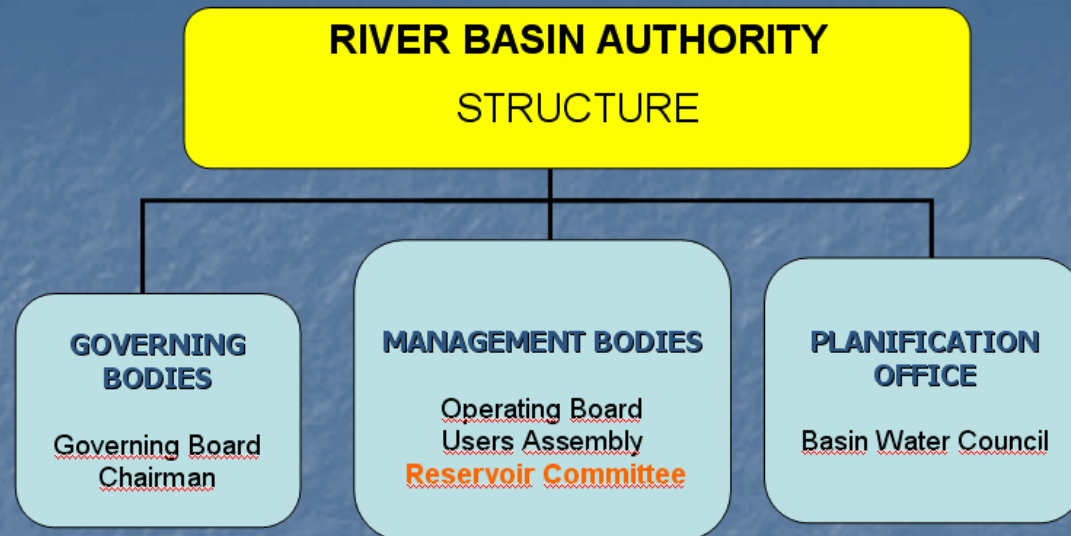 RIVER BASIN AUTHORITY
STRUCTURE
GOVERNING
BODIES
Governing Board
Chairman
MANAGEMENT BODIES
Operating Board
Users Assembly
Reservoir Committee
PLANIFICATION
OFFICE
Basin Water Council